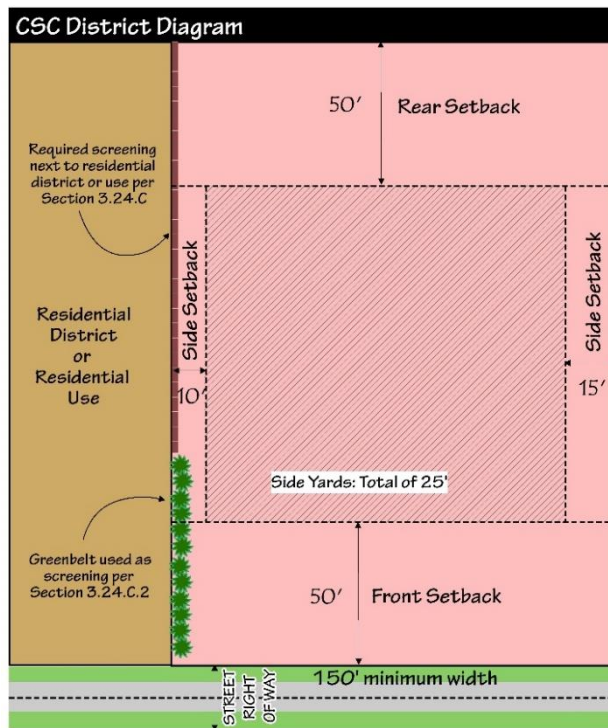 CSC District Diagram
50'
Rear Setback
Required screening
next to residential
district or use per
Section 3.24.C
Side Setback
Side Setback
Residential
District
or
Residential
Use
10'
15'
Side Yards: Total of 25'
Greenbelt used as
screening per
Section 3.24.C.2
50'
Front Setback
150' minimum width
STREET
RIGHT
OF WAY